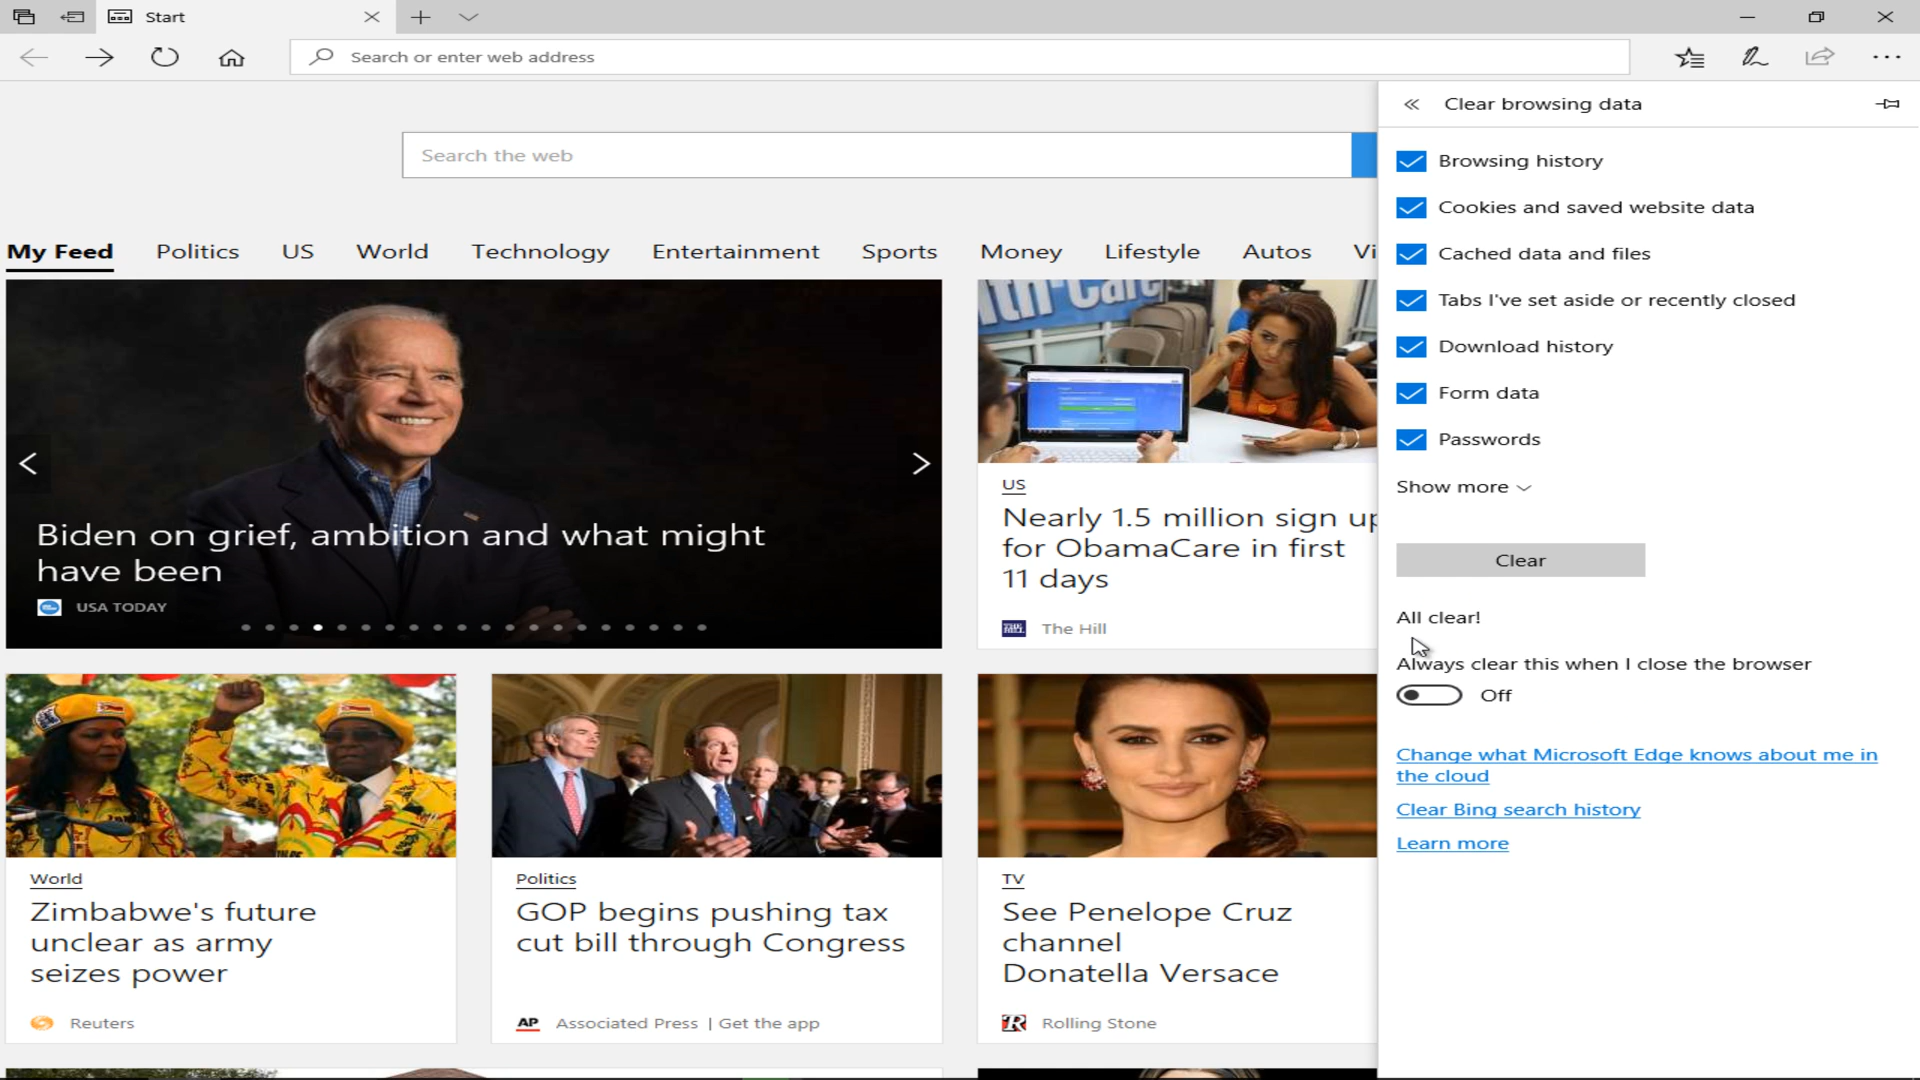 Start
Search or enter web address
Clear browsing data
Search the web
My Feed Politics US World Technology Entertainment Sports Money Lifestyle Autos Vi
Biden on grief, ambition and what might
have been
USA TODAY
US
Nearly 1.5 million sign up
for ObamaCare in first
11 days
The Hill
World
Zimbabwe's future
unclear as army
seizes power
Reuters
Politics
GOP begins pushing tax
cut bill through Congress
AP Associated Press | Get the app
TV
See Penelope Cruz
channel
Donatella Versace
Rolling Stone
Browsing history
Cookies and saved website data
Cached data and files
Tabs I've set aside or recently closed
Download history
Form data
Passwords
Show more
Clear
All clear!
Always clear this when I close the browser
Off
Change what Microsoft Edge knows about me in
the cloud
Clear Bing search history
Learn more